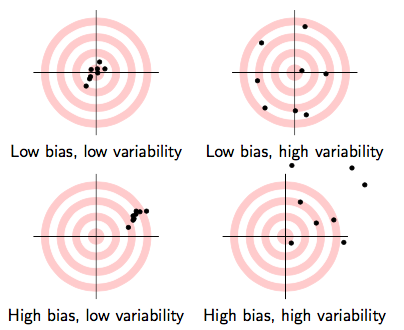 Low bias, low variability
Low bias, high variability
High bias, low variability
High bias, high variability